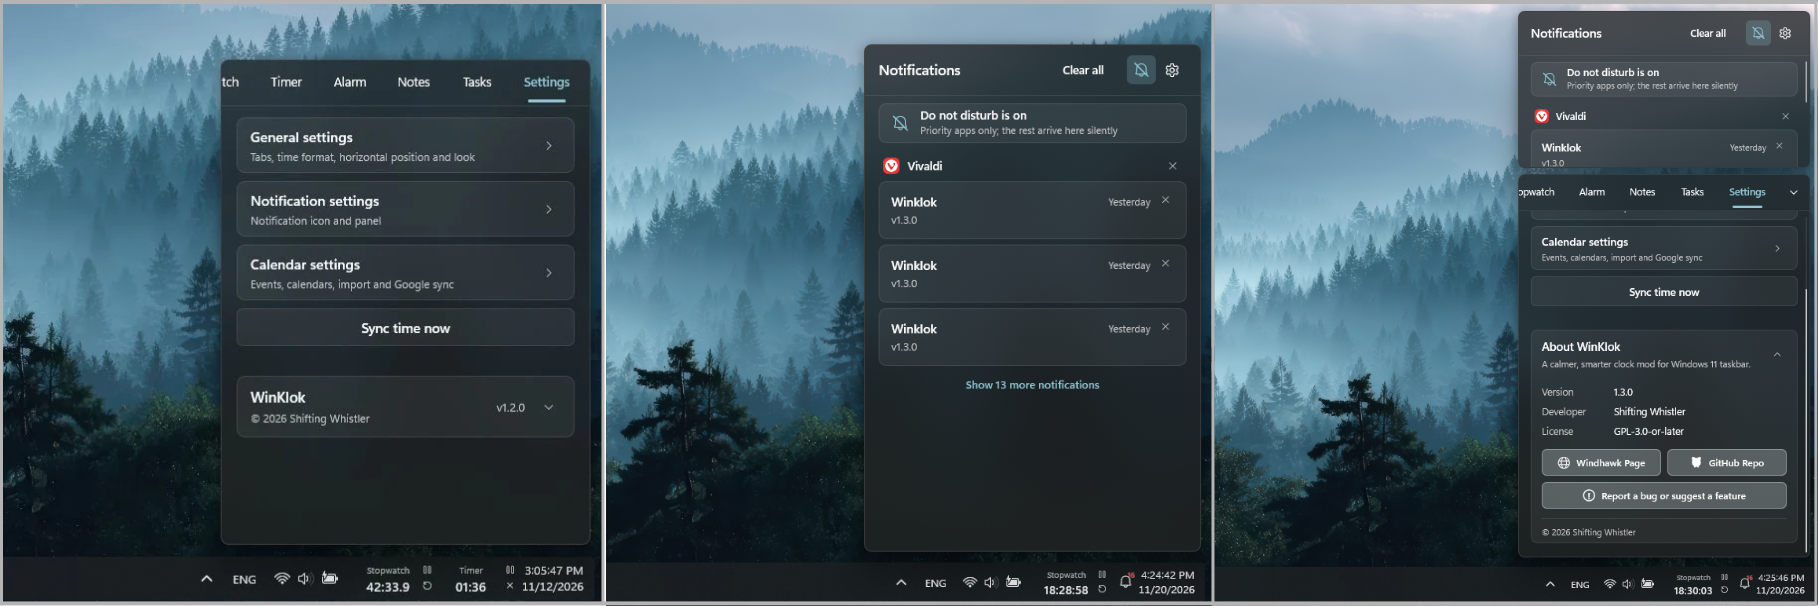 tch Timer Alarm Notes Tasks Settings
General settings
Tabs, time format, horizontal position and look
Notification settings
Notification icon and panel
Calendar settings
Events, calendars, import and Google sync
Sync time now
WinKlok
v1.2.0
© 2026 Shifting Whistler
ENG
Stopwatch
42:33.9
Timer
01:36
3:05:47 PM
11/12/2026
Notifications Clear all
Do not disturb is on
Priority apps only; the rest arrive here silently
Vivaldi
Winklok Yesterday
v1.3.0
Winklok Yesterday
v1.3.0
Winklok Yesterday
v1.3.0
Show 13 more notifications
ENG
Stopwatch
18:28:58
16
4:24:42 PM
11/20/2026
Notifications Clear all
Do not disturb is on
Priority apps only; the rest arrive here silently
Vivaldi
Winklok Yesterday
v1.3.0
opwatch Alarm Notes Tasks Settings
Calendar settings
Events, calendars, import and Google sync
Sync time now
About WinKlok
A calmer, smarter clock mod for Windows 11 taskbar.
Version 1.3.0
Developer Shifting Whistler
License GPL-3.0-or-later
Windhawk Page GitHub Repo
Report a bug or suggest a feature
© 2026 Shifting Whistler
ENG
Stopwatch
18:30:03
16
4:25:46 PM
11/20/2026